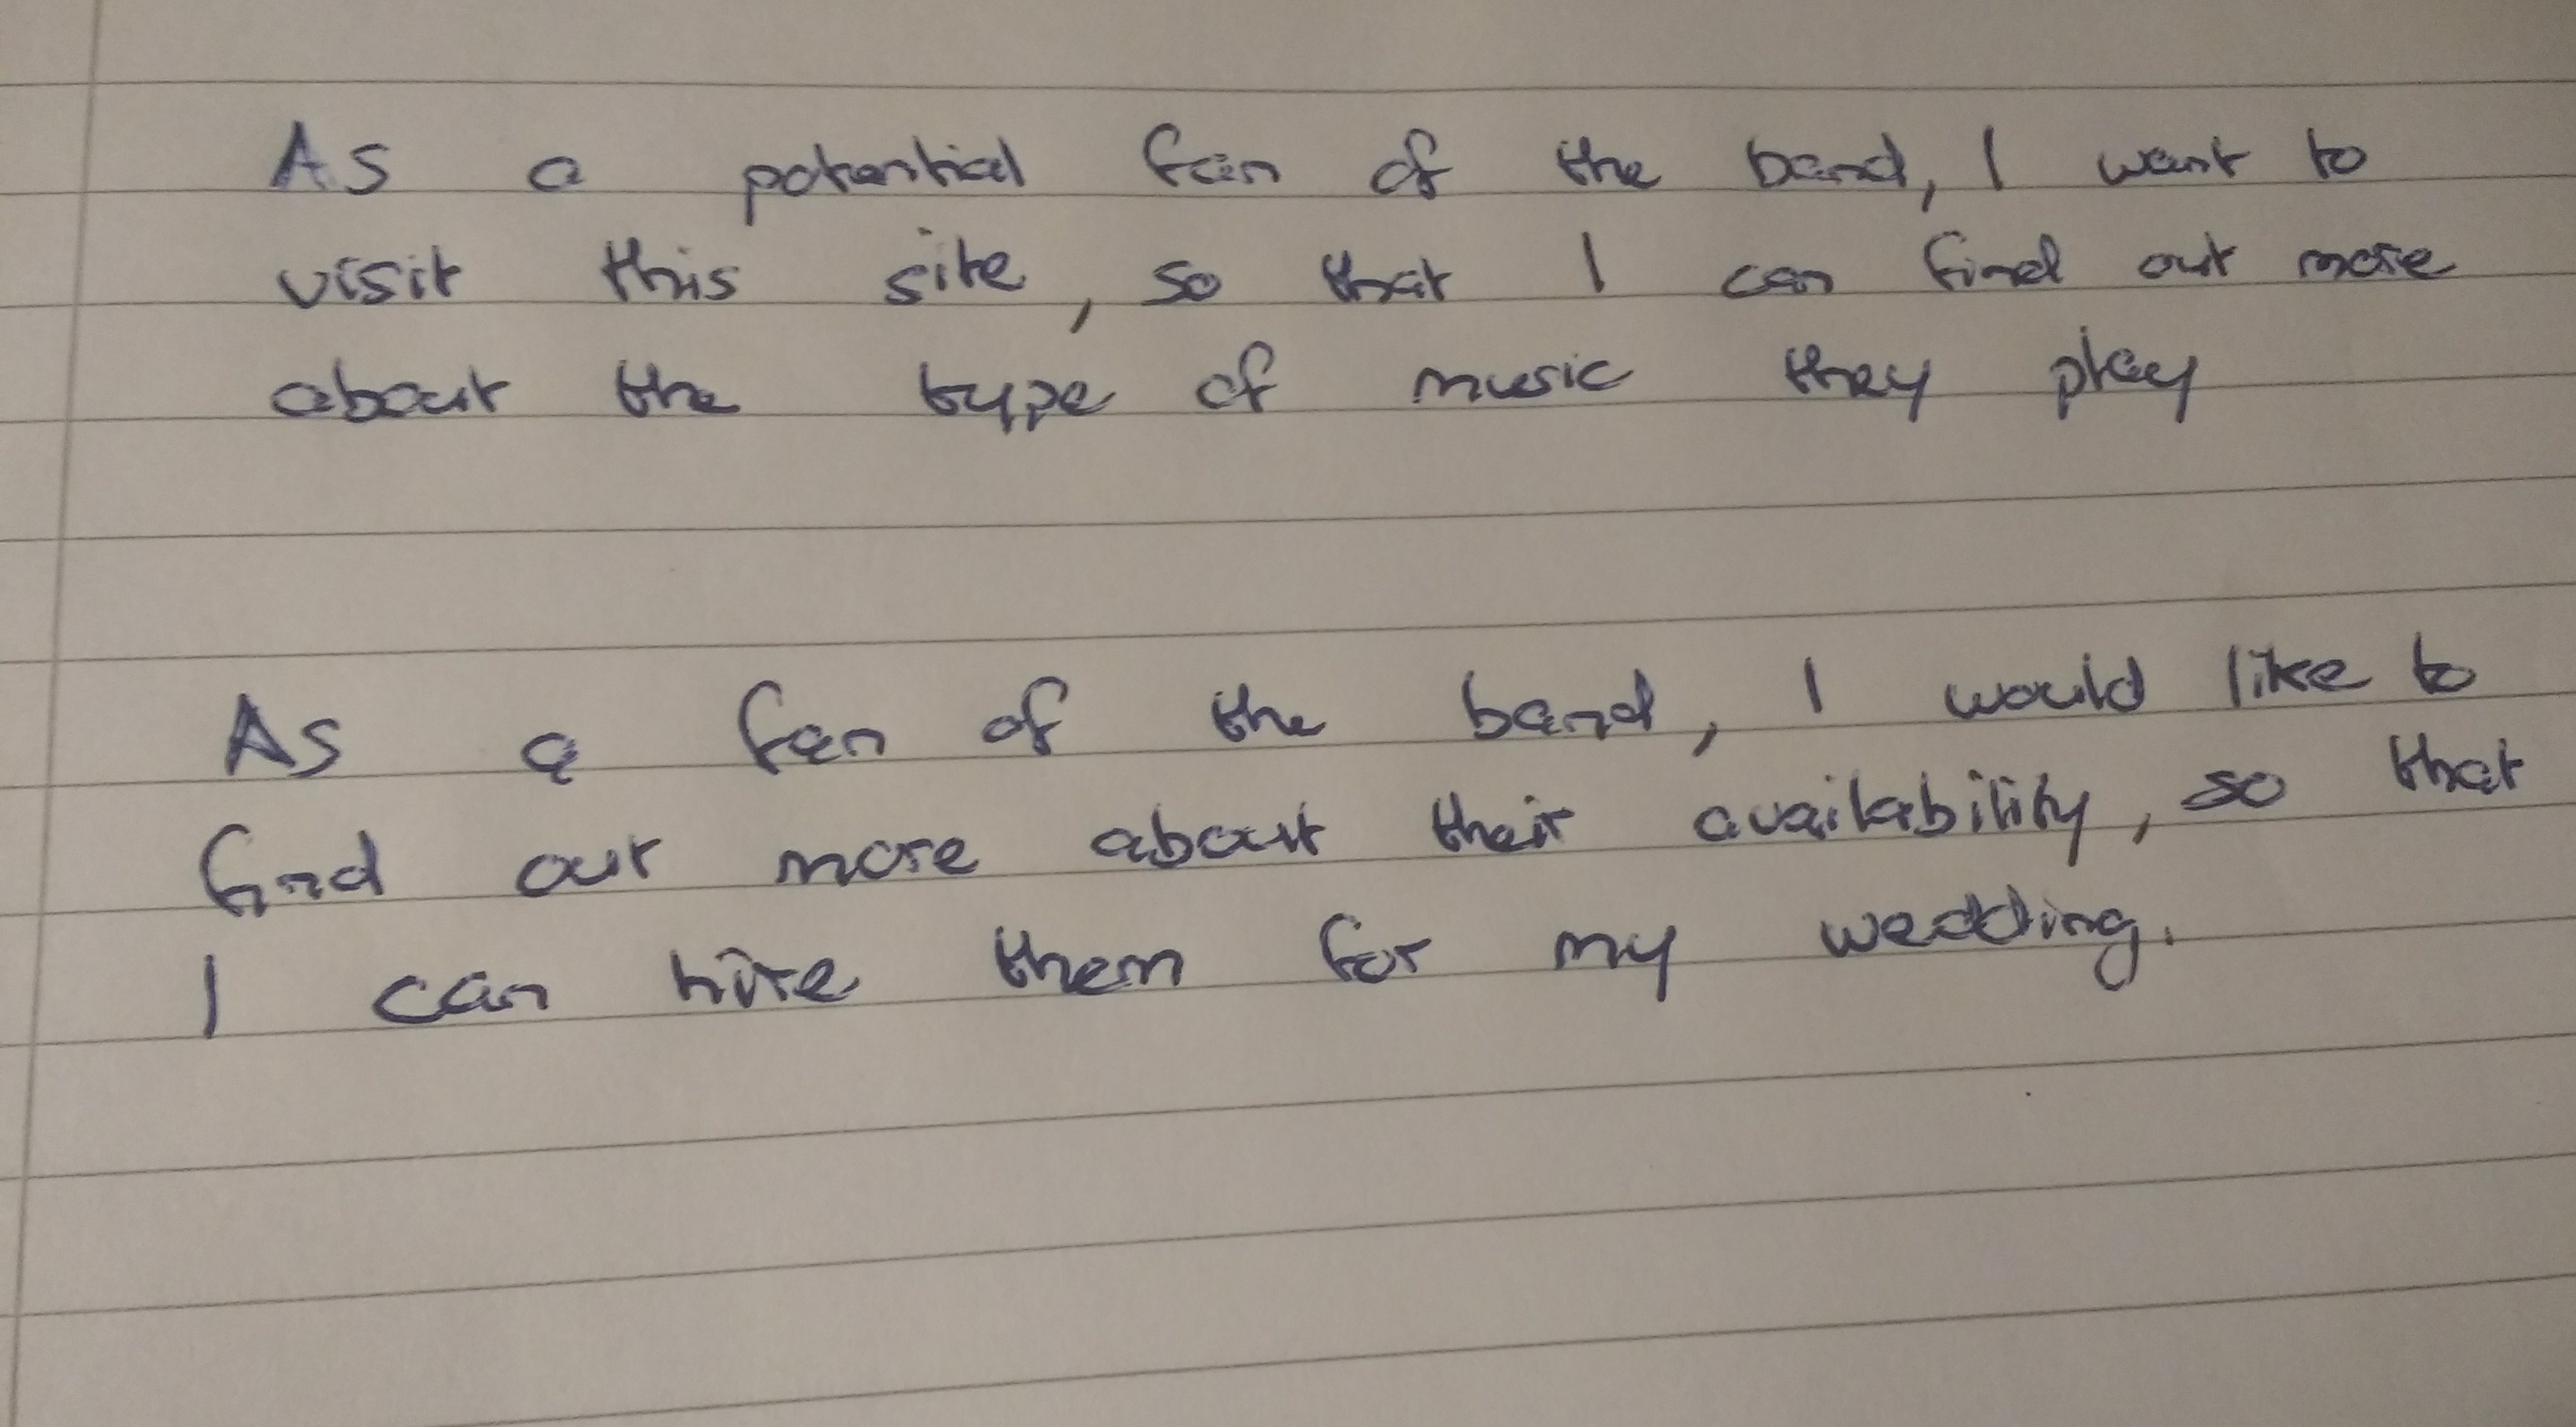 As a potential fan of the band, I want to
visit this site, so that I can find out more
about the type of music they play
As a fan of the band, I would like to
find out more about their availability, so that
I can hire them for my wedding.